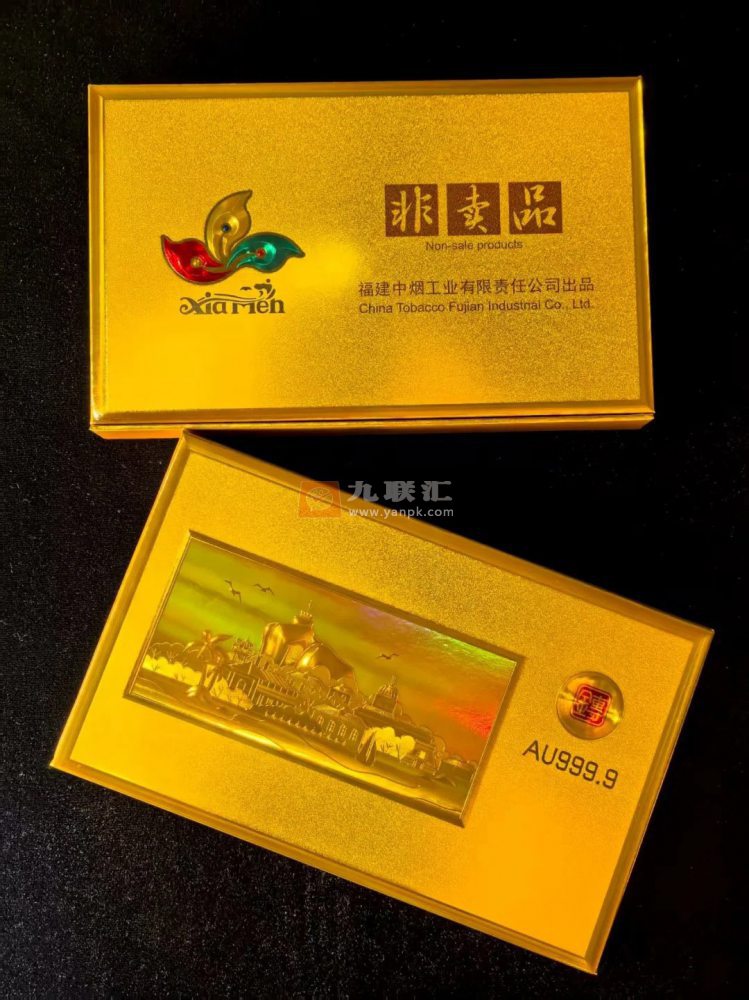 非卖品
Non-sale products
福建中烟工业有限责任公司出品
China Tobacco Fujian Industrial Co., Ltd.
XiaMen
九联汇
www.yanpk.com
AU999.9